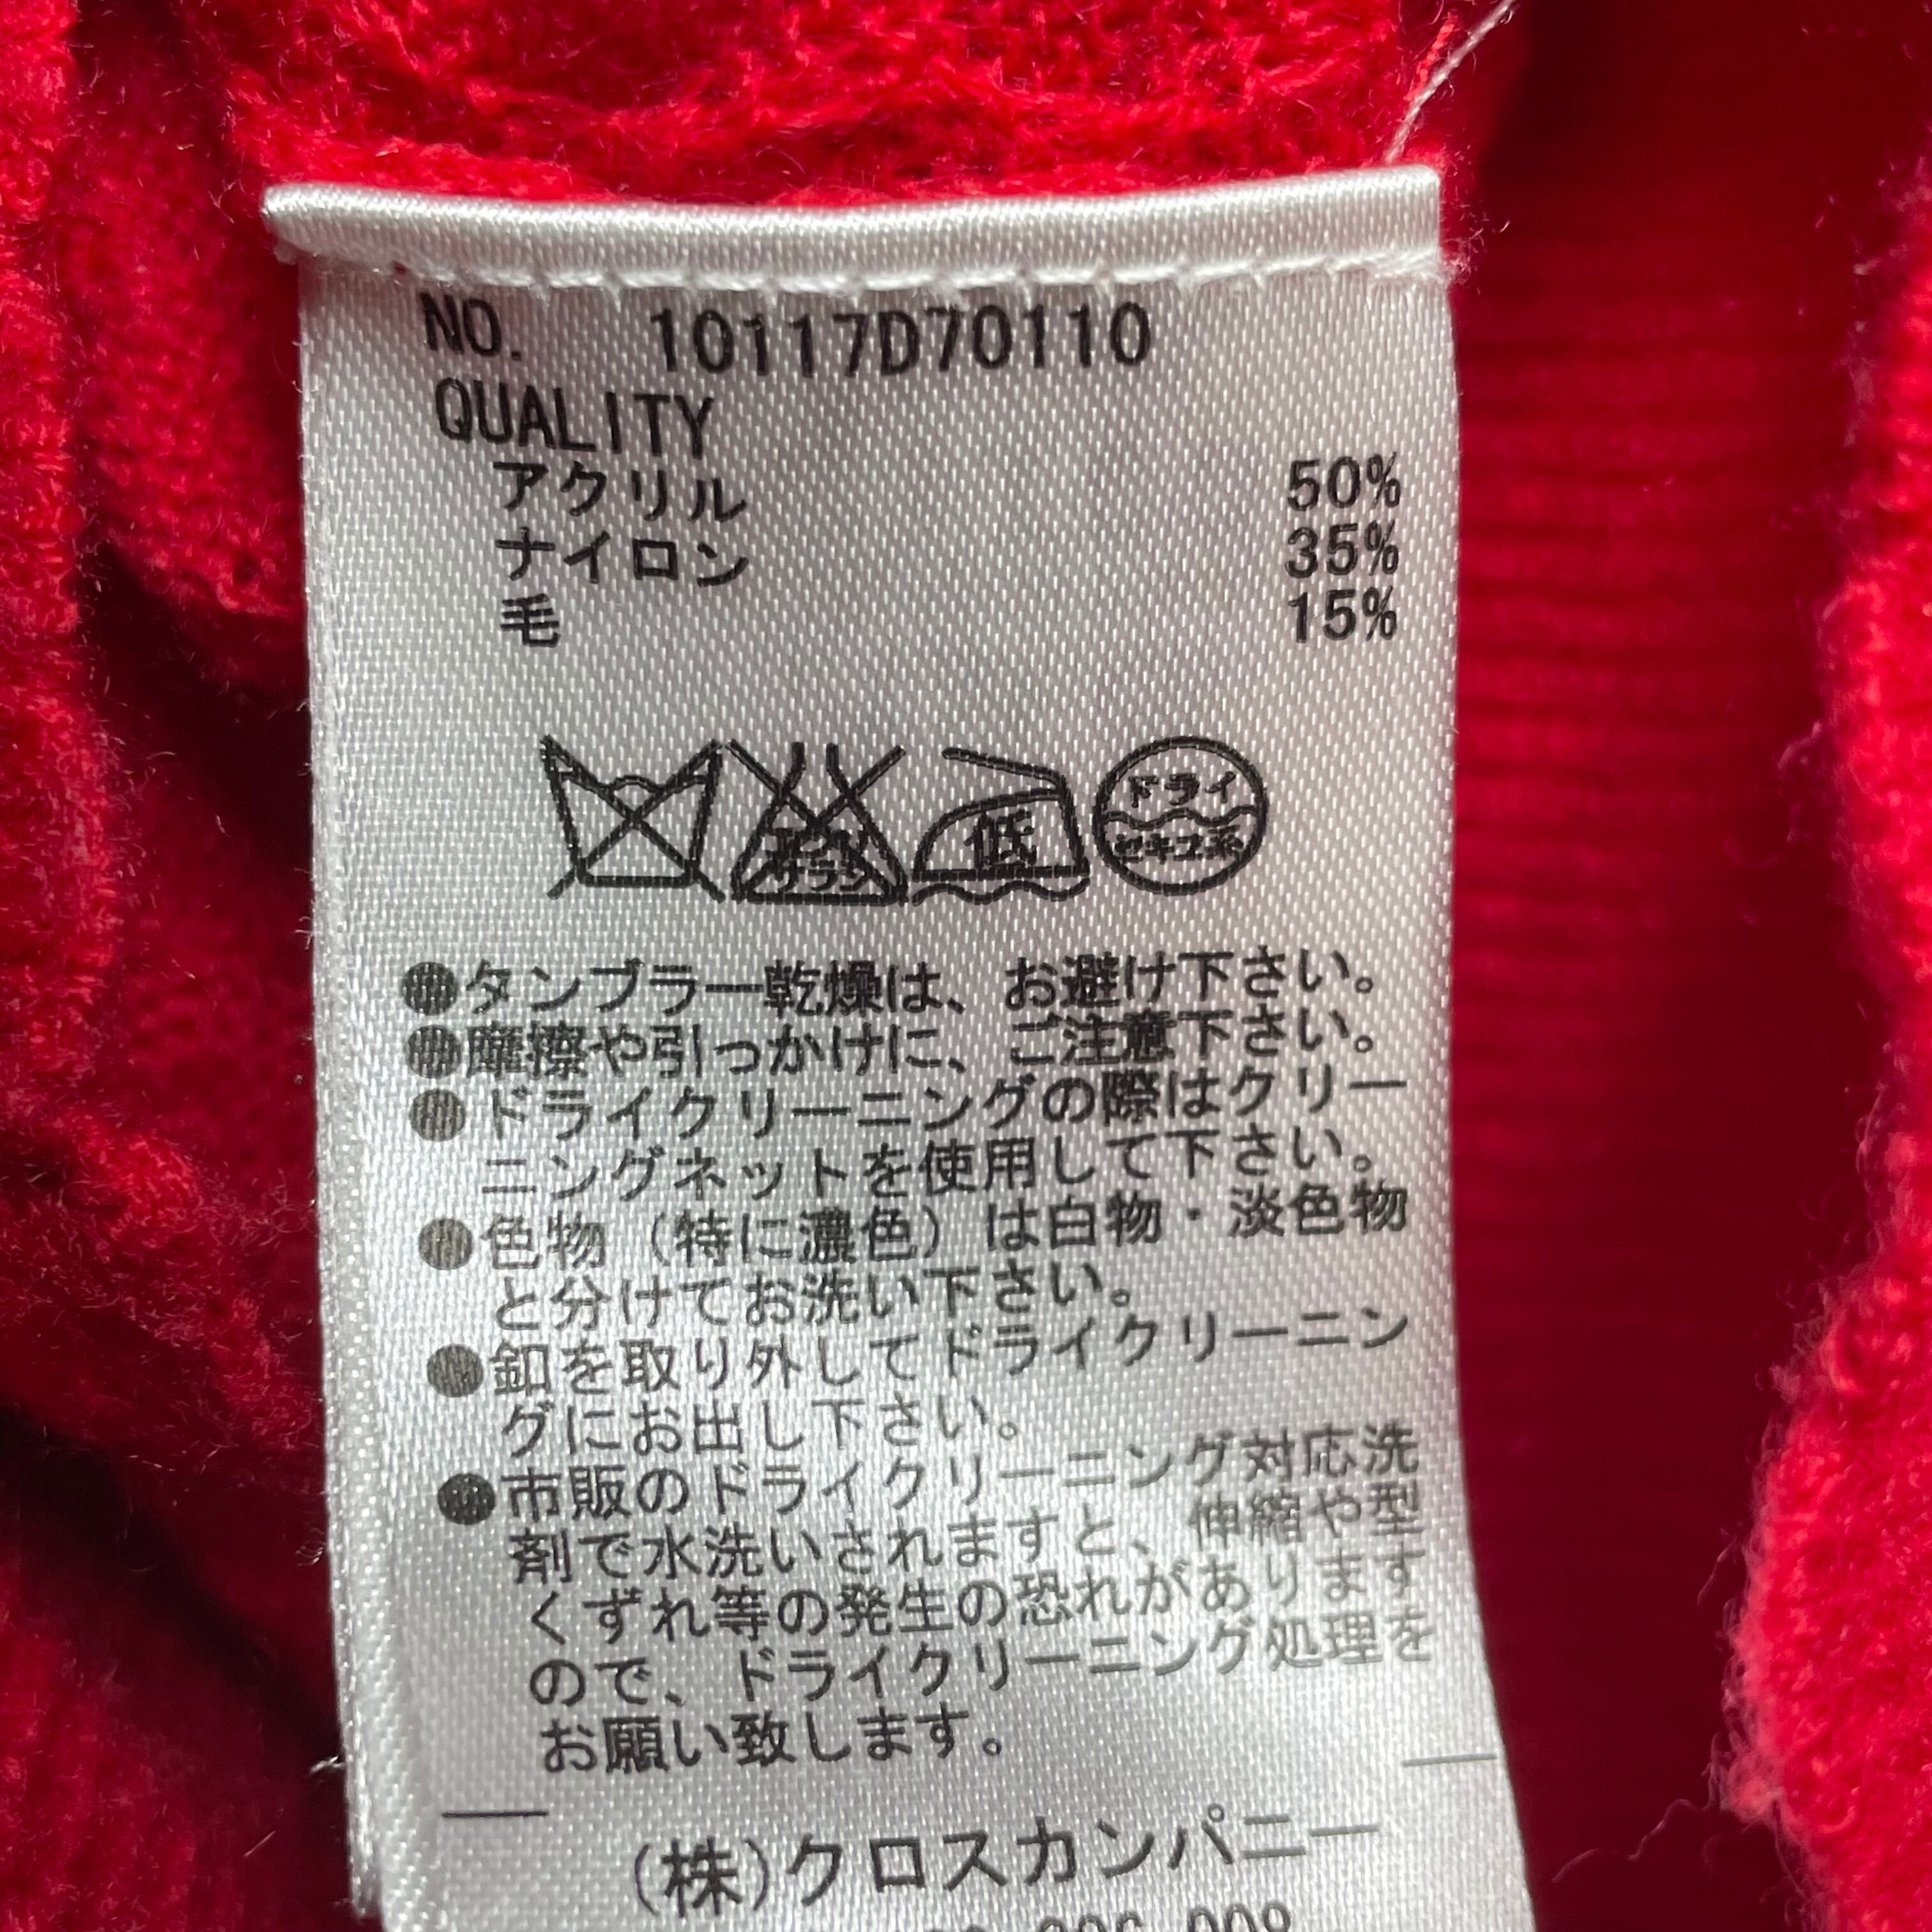 NO. 10117D70110
QUALITY
アクリル 50%
ナイロン 35%
毛 15%
低
ドライ
セキユ系
●タンブラー乾燥は、お避け下さい。
●摩擦や引っかけに、ご注意下さい。
●ドライクリーニングの際はクリー
ニングネットを使用して下さい。
●色物（特に濃色）は白物・淡色物
と分けてお洗い下さい。
●釦を取り外してドライクリーニン
グにお出し下さい。
●市販のドライクリーニング対応洗
剤で水洗いされますと、伸縮や型
くずれ等の発生の恐れがあります
ので、ドライクリーニング処理を
お願い致します。
(株)クロスカンパニー